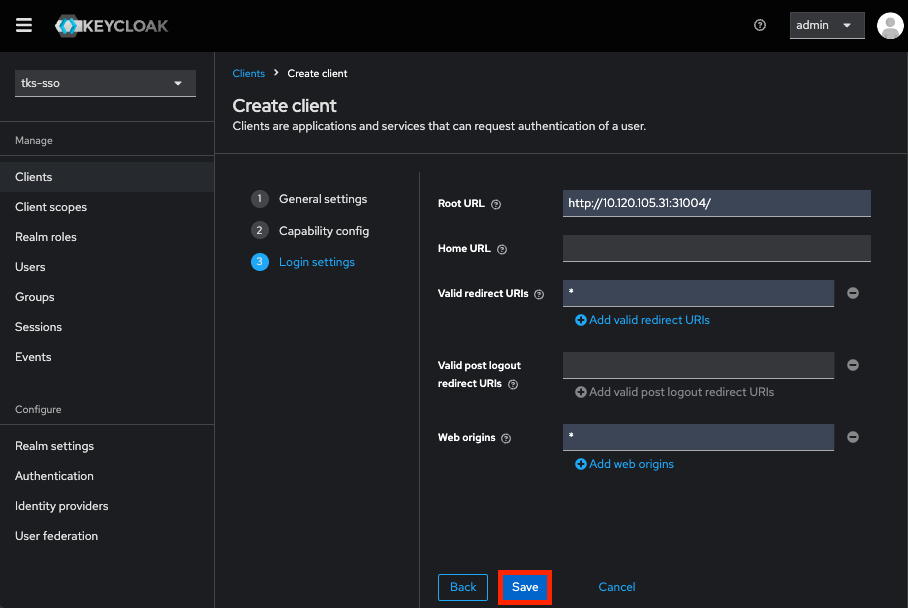 KEYCLOAK
admin
tks-sso
Manage
Clients
Client scopes
Realm roles
Users
Groups
Sessions
Events
Configure
Realm settings
Authentication
Identity providers
User federation
Clients > Create client
Create client
Clients are applications and services that can request authentication of a user.
1 General settings
2 Capability config
3 Login settings
Root URL
http://10.120.105.31:31004/
Home URL
Valid redirect URIs
*
Add valid redirect URIs
Valid post logout
redirect URIs
Add valid post logout redirect URIs
Web origins
*
Add web origins
Back
Save
Cancel